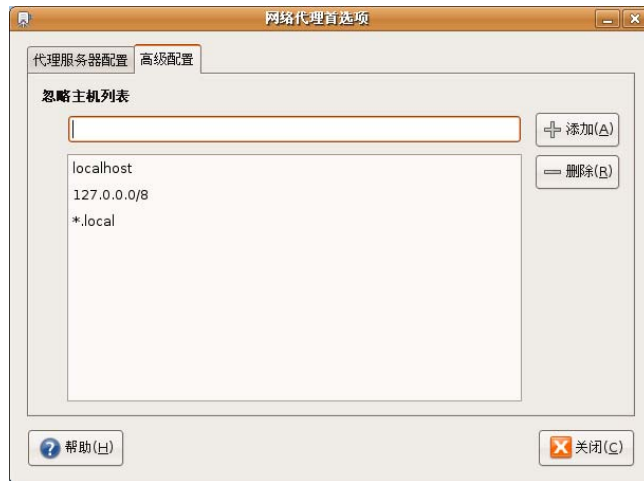 网络代理首选项
代理服务器配置
高级配置
忽略主机列表
添加(A)
localhost
删除(R)
127.0.0.0/8
*.local
帮助(H)
关闭(C)